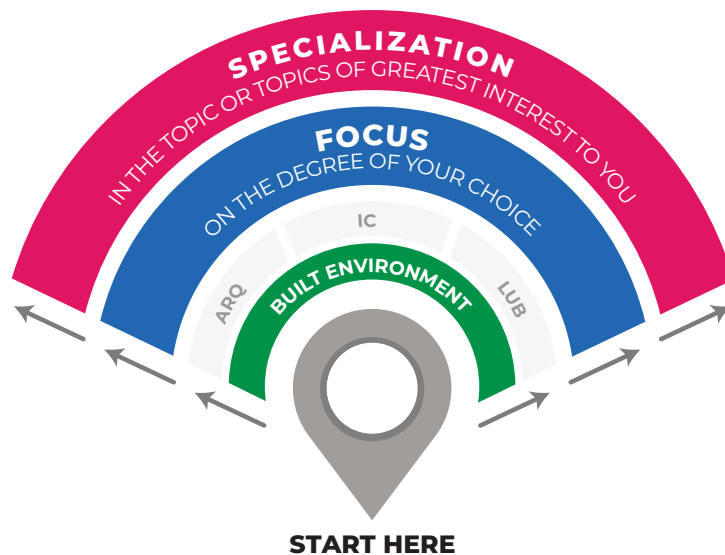 SPECIALIZATION
IN THE TOPIC OR TOPICS OF GREATEST INTEREST TO YOU
FOCUS
ON THE DEGREE OF YOUR CHOICE
ARQ
IC
LUB
BUILT ENVIRONMENT
START HERE